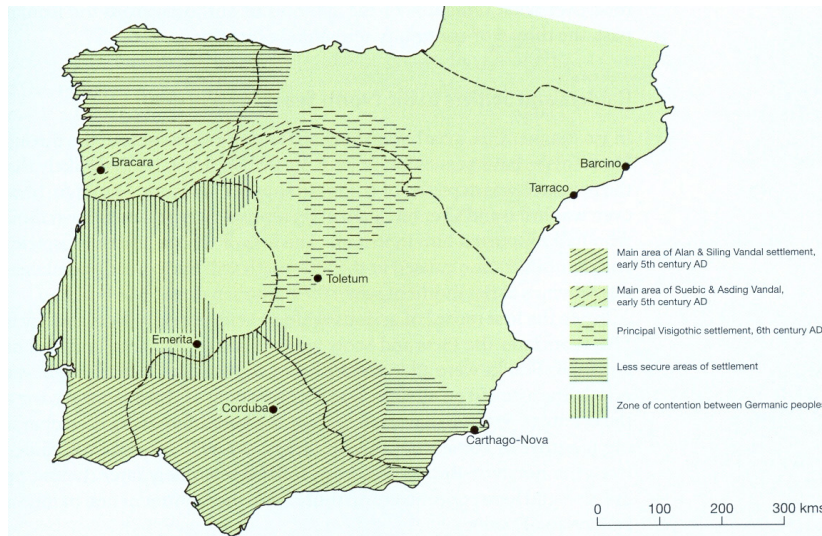 Bracara
Barcino
Tarraco
Toletum
Emerita
Corduba
Carthago-Nova
Main area of Alan & Siling Vandal settlement,
early 5th century AD
Main area of Suebic & Asding Vandal,
early 5th century AD
Principal Visigothic settlement, 6th century AD
Less secure areas of settlement
Zone of contention between Germanic peoples
0 100 200 300 kms